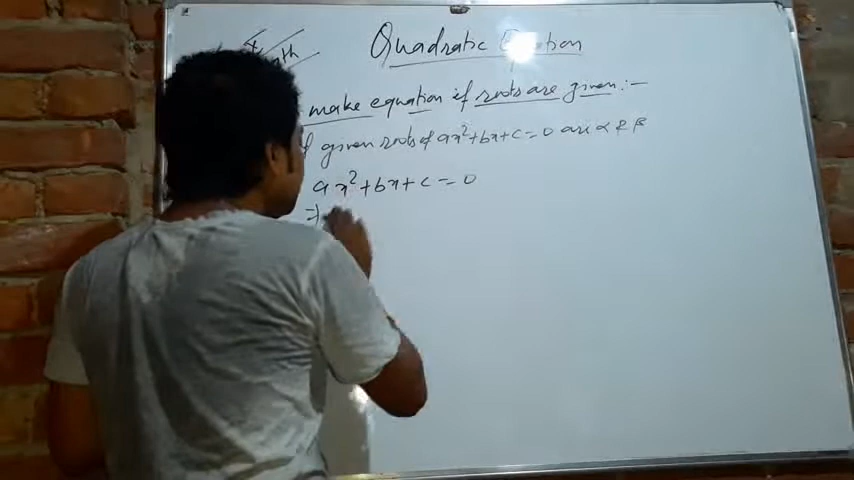 Quadratic Equation
make equation if roots are given :-
given roots of ax²+bx+c=0 are α & β
ax²+bx+c=0
⇒